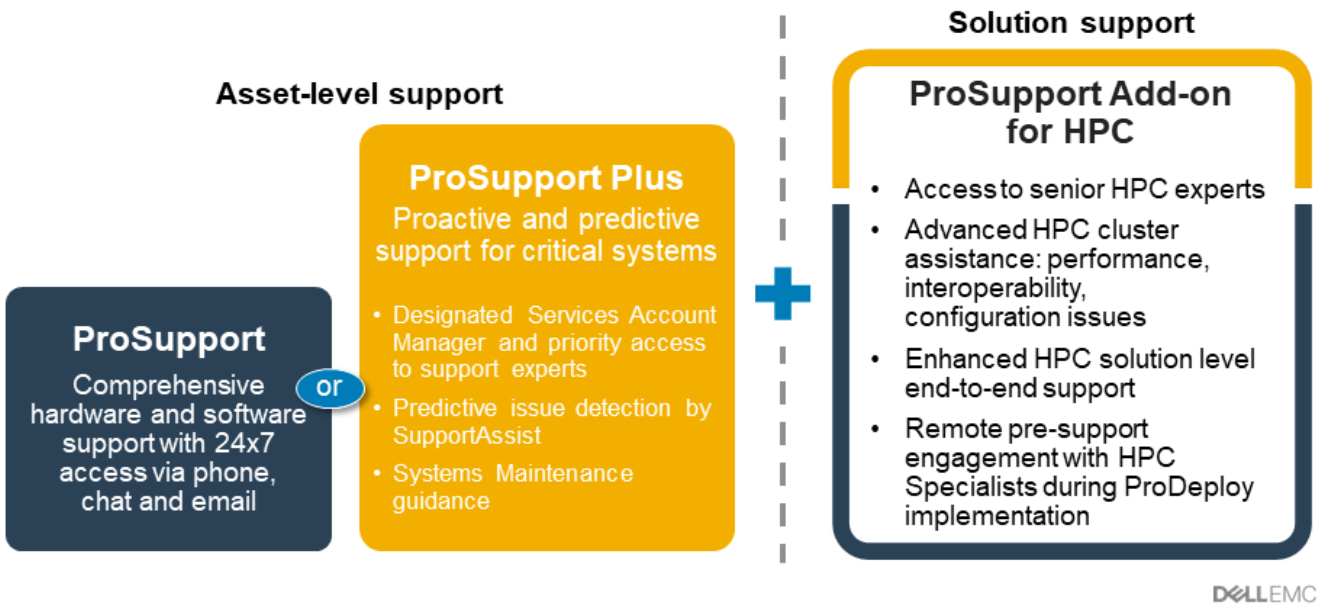 Asset-level support
ProSupport
Comprehensive
hardware and software
support with 24x7
access via phone,
chat and email
or
ProSupport Plus
Proactive and predictive
support for critical systems
• Designated Services Account
Manager and priority access
to support experts
• Predictive issue detection by
SupportAssist
• Systems Maintenance
guidance
Solution support
ProSupport Add-on
for HPC
• Access to senior HPC experts
• Advanced HPC cluster
assistance: performance,
interoperability,
configuration issues
• Enhanced HPC solution level
end-to-end support
• Remote pre-support
engagement with HPC
Specialists during ProDeploy
implementation
DELLEMC